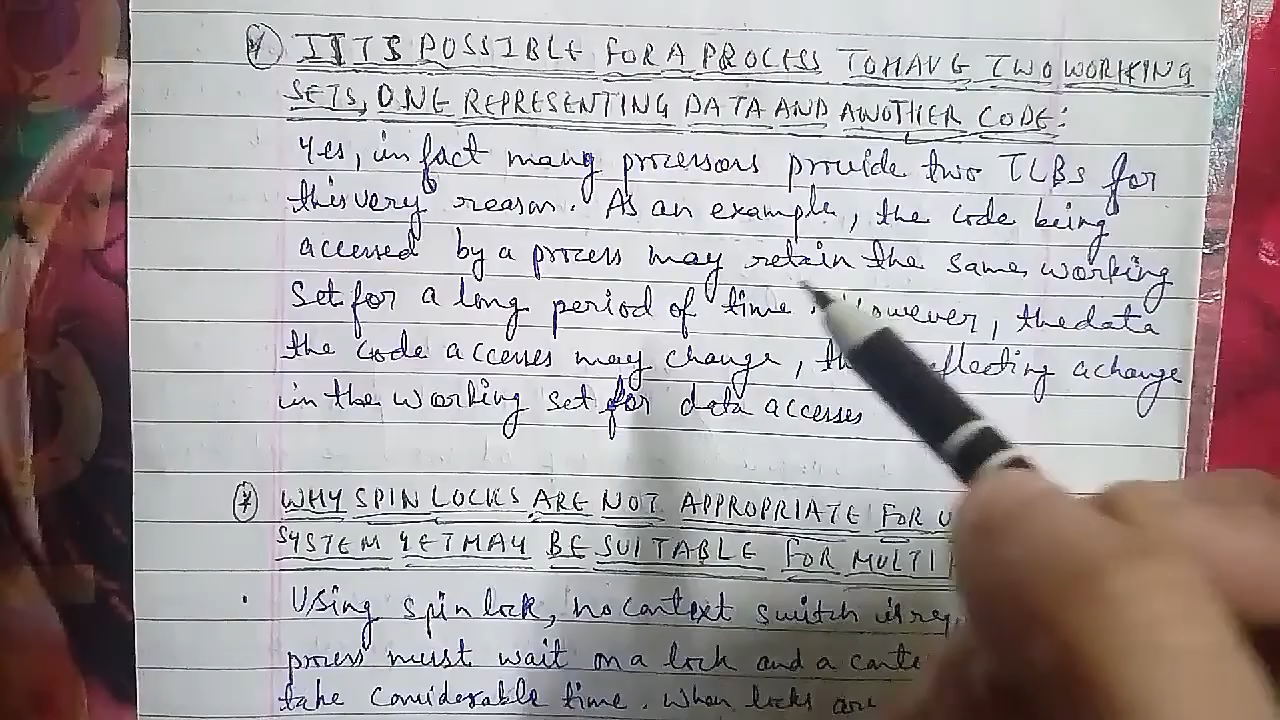 IT IS POSSIBLE FOR A PROCESS TO HAVE TWO WORKING
SETS, ONE REPRESENTING DATA AND ANOTHER CODE:
Yes, in fact many processors provide two TLBs for
this very reason. As an example, the code being
accessed by a process may retain the same working
set for a long period of time. However, the data
the code accesses may change, reflecting a change
in the working set for data accesses
WHY SPIN LOCKS ARE NOT APPROPRIATE FOR
SYSTEM YET MAY BE SUITABLE FOR MULTI
Using spin lock, no context switch is
process must wait on a lock and a
take considerable time. When locks are